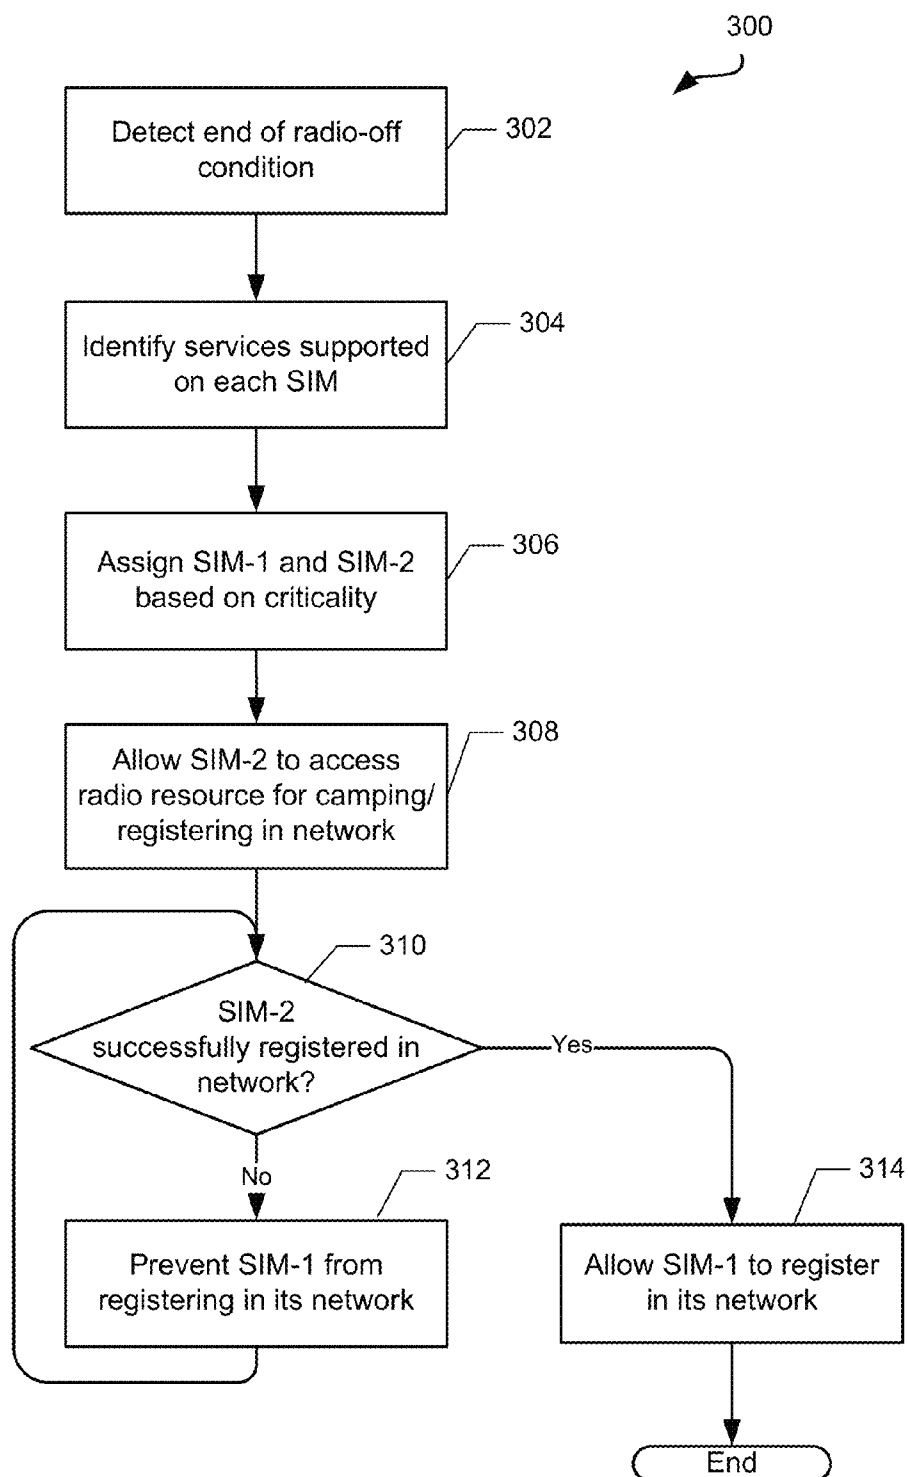 300
Detect end of radio-off
condition
302
Identify services supported
on each SIM
304
Assign SIM-1 and SIM-2
based on criticality
306
Allow SIM-2 to access
radio resource for camping/
registering in network
308
SIM-2
successfully registered in
network?
310
Yes
No
312
Prevent SIM-1 from
registering in its network
314
Allow SIM-1 to register
in its network
End